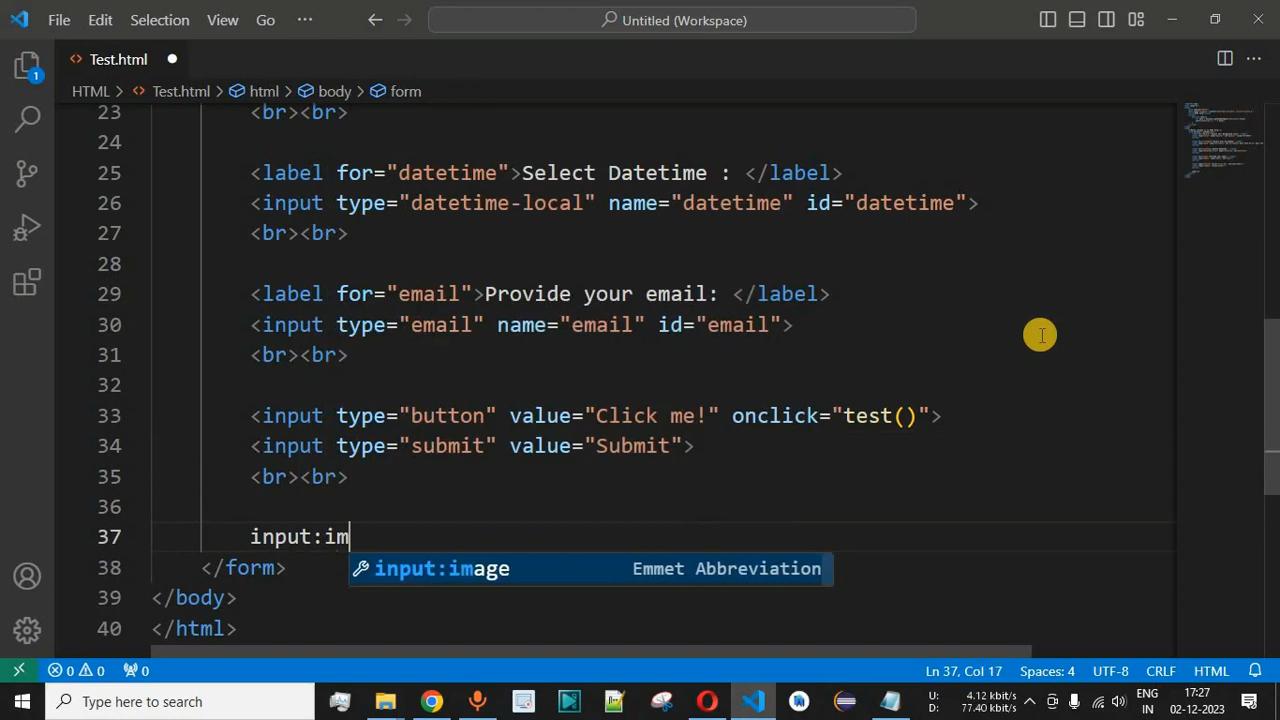 File Edit Selection View Go ··· Untitled (Workspace)
Test.html
HTML > Test.html > html > body > form
1
23 <br><br>
24
25 <label for="datetime">Select Datetime : </label>
26 <input type="datetime-local" name="datetime" id="datetime">
27 <br><br>
28
29 <label for="email">Provide your email: </label>
30 <input type="email" name="email" id="email">
31 <br><br>
32
33 <input type="button" value="Click me!" onclick="test()">
34 <input type="submit" value="Submit">
35 <br><br>
36
37 input:im
input:image Emmet Abbreviation
38 </form>
39 </body>
40 </html>
0 0 0 Ln 37, Col 17 Spaces: 4 UTF-8 CRLF HTML
Type here to search
U: 4.12 kbit/s
D: 77.40 kbit/s
ENG
IN
17:27
02-12-2023